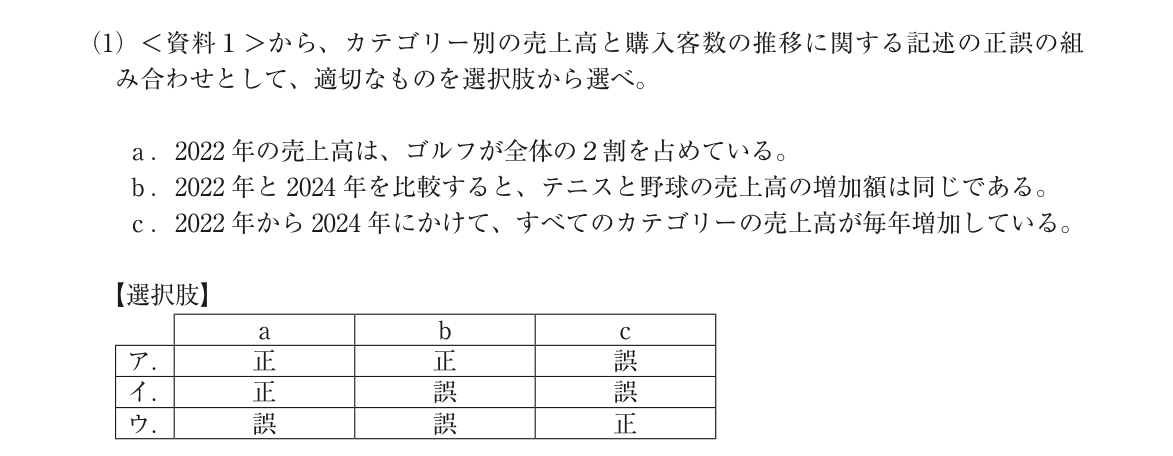 (1) ＜資料１＞から、カテゴリー別の売上高と購入客数の推移に関する記述の正誤の組
み合わせとして、適切なものを選択肢から選べ。
a．2022 年の売上高は、ゴルフが全体の２割を占めている。
b．2022 年と 2024 年を比較すると、テニスと野球の売上高の増加額は同じである。
c．2022 年から 2024 年にかけて、すべてのカテゴリーの売上高が毎年増加している。
【選択肢】
a b c
ア． 正 正 誤
イ． 正 誤 誤
ウ． 誤 誤 正